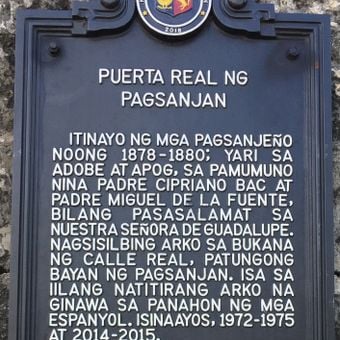 2018
PUERTA REAL NG
PAGSANJAN
ITINAYO NG MGA PAGSANJEÑO
NOONG 1878-1880; YARI SA
ADOBE AT APOG, SA PAMUMUNO
NINA PADRE CIPRIANO BAC AT
PADRE MIGUEL DE LA FUENTE,
BILANG PASASALAMAT SA
NUESTRA SEÑORA DE GUADALUPE.
NAGSISILBING ARKO SA BUKANA
NG CALLE REAL, PATUNGONG
BAYAN NG PAGSANJAN. ISA SA
IILANG NATITIRANG ARKO NA
GINAWA SA PANAHON NG MGA
ESPANYOL. ISINAAYOS, 1972-1975
AT 2014-2015.